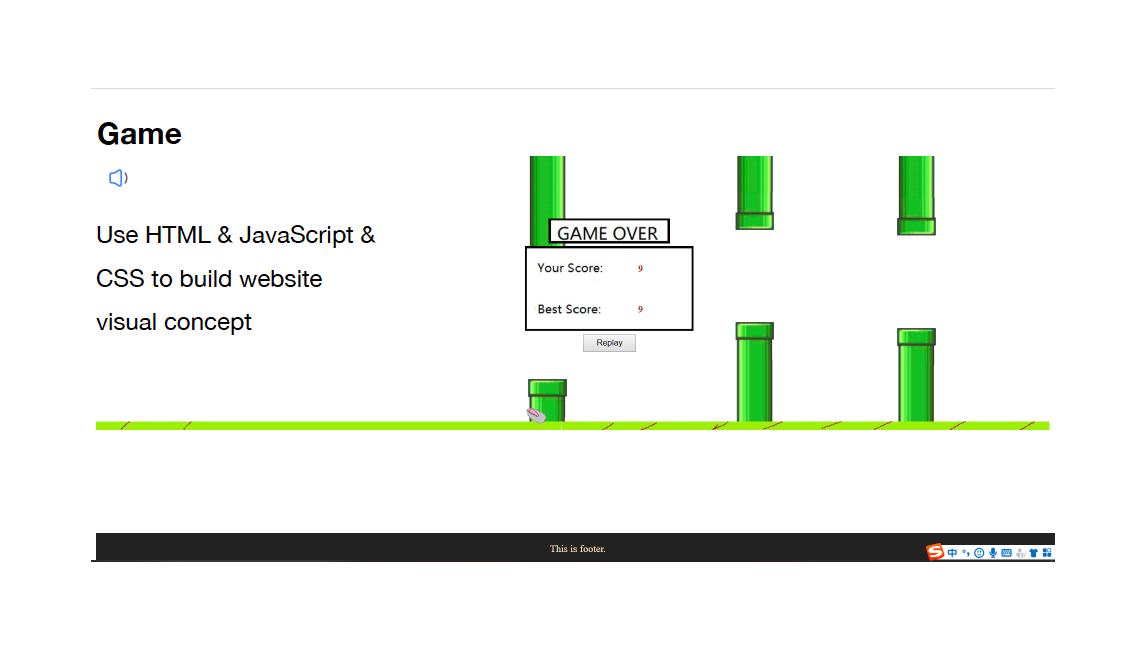 Game
Use HTML & JavaScript &
CSS to build website
visual concept
GAME OVER
Your Score: 9
Best Score: 9
Replay
This is footer.
S 中